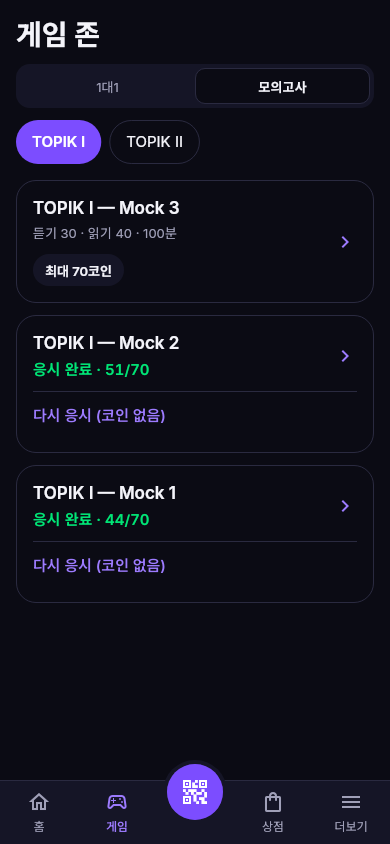 게임 존
1대1
모의고사
TOPIK I
TOPIK II
TOPIK I — Mock 3
듣기 30 · 읽기 40 · 100분
최대 70코인
TOPIK I — Mock 2
응시 완료 · 51/70
다시 응시 (코인 없음)
TOPIK I — Mock 1
응시 완료 · 44/70
다시 응시 (코인 없음)
홈
게임
상점
더보기